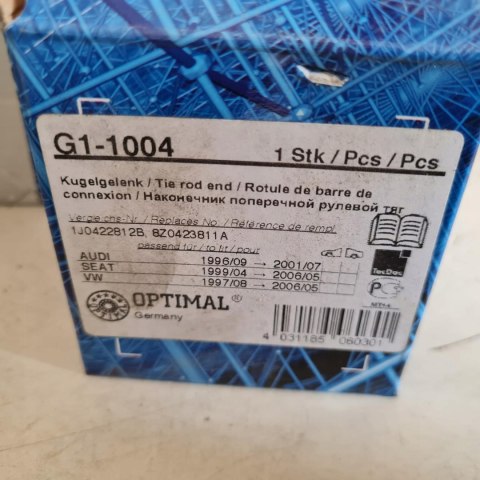 G1-1004
1 Stk / Pcs / Pcs
Kugelgelenk / Tie rod end / Rotule de barre de
connexion / Наконечник поперечной рулевой тяг
Vergleichs-Nr / Replaces No. / Référence de rempl.
1J0422812B, 8Z0423811A
passend für / to fit / pour
AUDI 1996/09 → 2001/07
SEAT 1999/04 → 2006/05
VW 1997/08 → 2006/05
TecDoc
OPTIMAL®
Germany
4 031185 060301